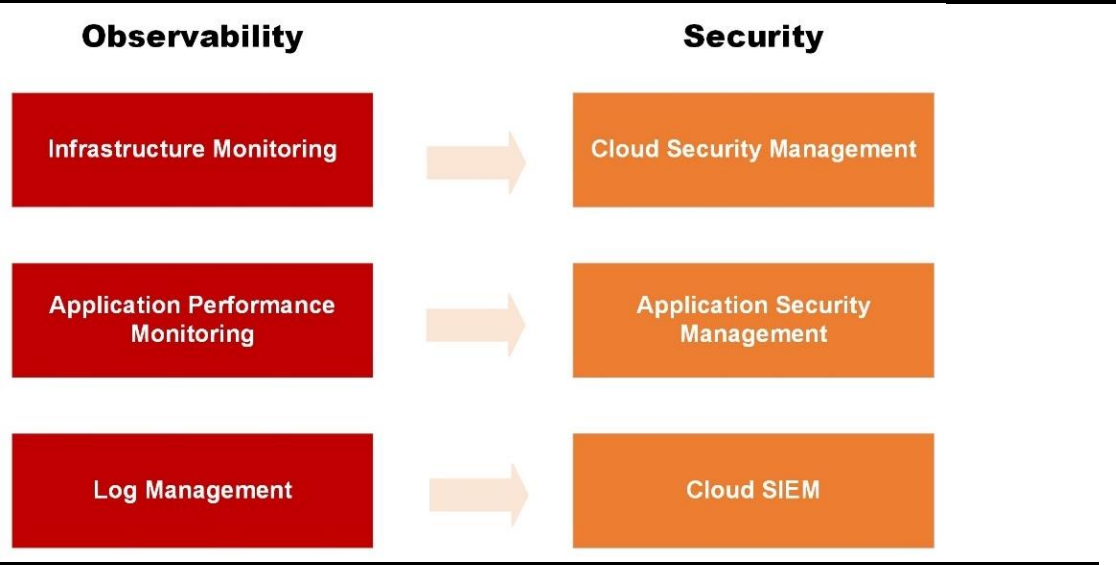 Observability
Security
Infrastructure Monitoring
Cloud Security Management
Application Performance
Monitoring
Application Security
Management
Log Management
Cloud SIEM